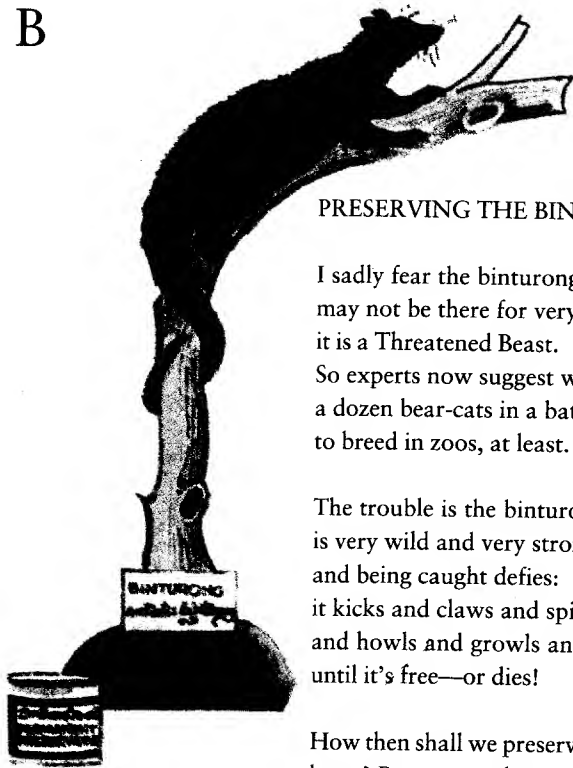 B
PRESERVING THE BIN
I sadly fear the binturong
may not be there for very
it is a Threatened Beast.
So experts now suggest w
a dozen bear-cats in a bat
to breed in zoos, at least.
The trouble is the binturo
is very wild and very stro
and being caught defies:
it kicks and claws and spi
and howls and growls an
until it's free—or dies!
How then shall we preserv
BINTURONG